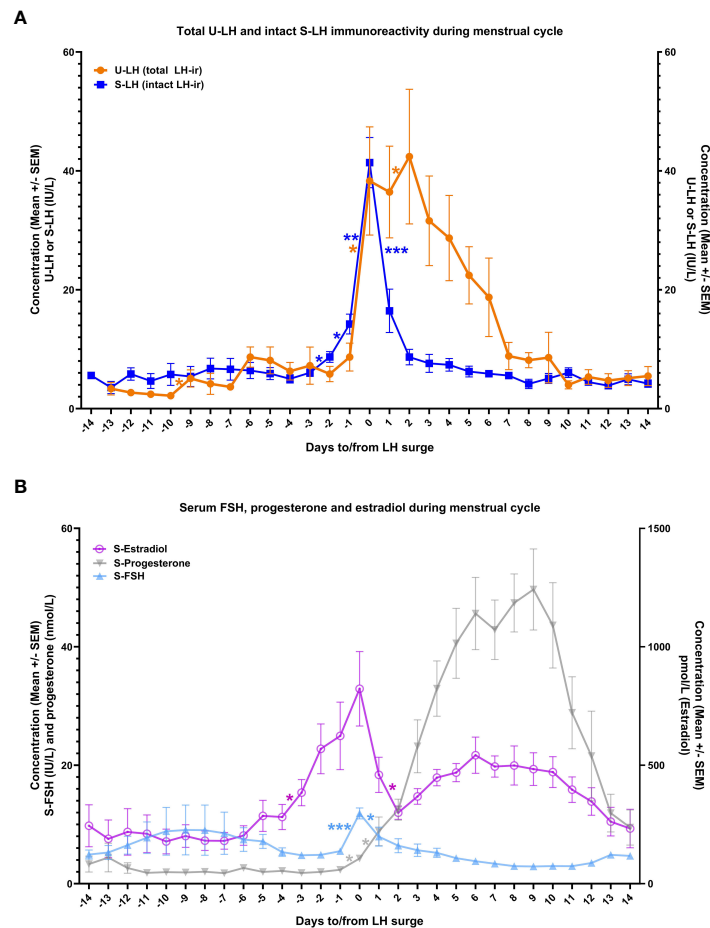 A
Total U-LH and intact S-LH immunoreactivity during menstrual cycle
60
40
20
0
60
40
20
0
U-LH (total LH-ir)
S-LH (intact LH-ir)
Concentration (Mean +/- SEM)
U-LH or S-LH (IU/L)
Concentration (Mean +/- SEM)
U-LH or S-LH (IU/L)
*
*
*
**
*
***
*
-14 -13 -12 -11 -10 -9 -8 -7 -6 -5 -4 -3 -2 -1 0 1 2 3 4 5 6 7 8 9 10 11 12 13 14
Days to/from LH surge
B
Serum FSH, progesterone and estradiol during menstrual cycle
60
40
20
0
1500
1000
500
0
S-Estradiol
S-Progesterone
S-FSH
Concentration (Mean +/- SEM)
S-FSH (IU/L) and progesterone (nmol/L)
Concentration (Mean +/- SEM)
pmol/L (Estradiol)
*
*
***
*
*
*
-14 -13 -12 -11 -10 -9 -8 -7 -6 -5 -4 -3 -2 -1 0 1 2 3 4 5 6 7 8 9 10 11 12 13 14
Days to/from LH surge